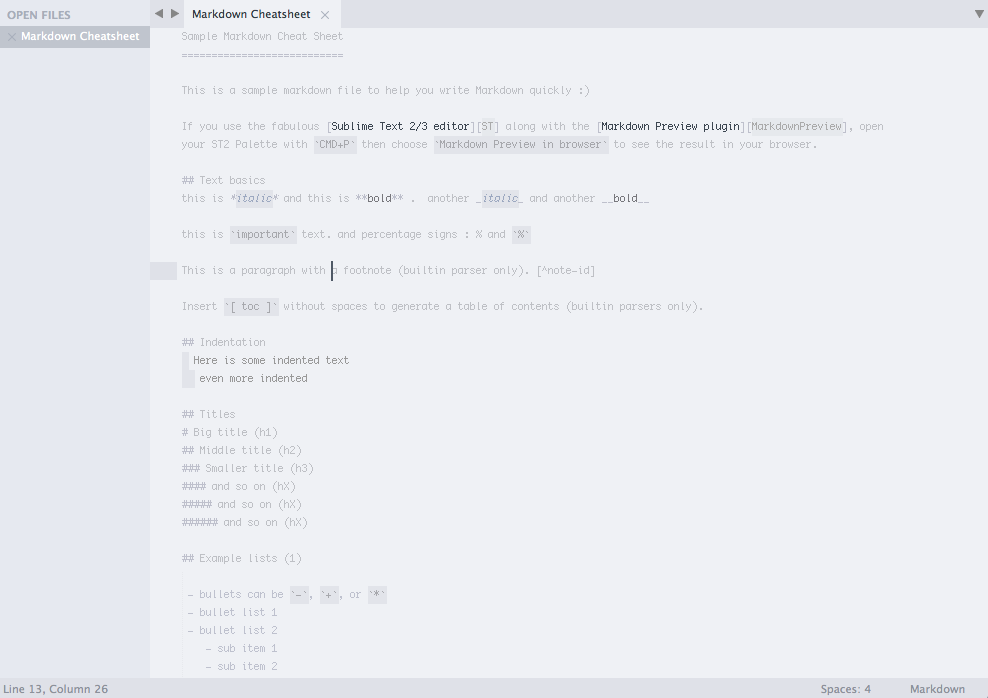 OPEN FILES
Markdown Cheatsheet
Markdown Cheatsheet
Sample Markdown Cheat Sheet
===========================
This is a sample markdown file to help you write Markdown quickly :)
If you use the fabulous [Sublime Text 2/3 editor][ST] along with the [Markdown Preview plugin][MarkdownPreview], open
your ST2 Palette with `CMD+P` then choose `Markdown Preview in browser` to see the result in your browser.
## Text basics
this is *italic* and this is **bold** .  another _italic_ and another __bold__
this is `important` text. and percentage signs : % and `%`
This is a paragraph with a footnote (builtin parser only). [^note-id]
Insert `[ toc ]` without spaces to generate a table of contents (builtin parsers only).
## Indentation
Here is some indented text
even more indented
## Titles
# Big title (h1)
## Middle title (h2)
### Smaller title (h3)
#### and so on (hX)
##### and so on (hX)
###### and so on (hX)
## Example lists (1)
- bullets can be `-`, `+`, or `*`
- bullet list 1
- bullet list 2
- sub item 1
- sub item 2
Line 13, Column 26
Spaces: 4
Markdown